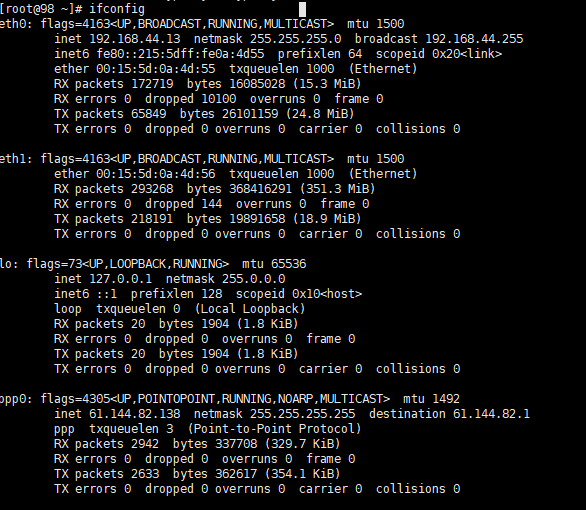 [root@98 ~]# ifconfig
eth0: flags=4163<UP,BROADCAST,RUNNING,MULTICAST>  mtu 1500
        inet 192.168.44.13  netmask 255.255.255.0  broadcast 192.168.44.255
        inet6 fe80::215:5dff:fe0a:4d55  prefixlen 64  scopeid 0x20<link>
        ether 00:15:5d:0a:4d:55  txqueuelen 1000  (Ethernet)
        RX packets 172719  bytes 16085028 (15.3 MiB)
        RX errors 0  dropped 10100  overruns 0  frame 0
        TX packets 65849  bytes 26101159 (24.8 MiB)
        TX errors 0  dropped 0 overruns 0  carrier 0  collisions 0

eth1: flags=4163<UP,BROADCAST,RUNNING,MULTICAST>  mtu 1500
        ether 00:15:5d:0a:4d:56  txqueuelen 1000  (Ethernet)
        RX packets 293268  bytes 368416291 (351.3 MiB)
        RX errors 0  dropped 144  overruns 0  frame 0
        TX packets 218191  bytes 19891658 (18.9 MiB)
        TX errors 0  dropped 0 overruns 0  carrier 0  collisions 0

lo: flags=73<UP,LOOPBACK,RUNNING>  mtu 65536
        inet 127.0.0.1  netmask 255.0.0.0
        inet6 ::1  prefixlen 128  scopeid 0x10<host>
        loop  txqueuelen 0  (Local Loopback)
        RX packets 20  bytes 1904 (1.8 KiB)
        RX errors 0  dropped 0  overruns 0  frame 0
        TX packets 20  bytes 1904 (1.8 KiB)
        TX errors 0  dropped 0 overruns 0  carrier 0  collisions 0

ppp0: flags=4305<UP,POINTOPOINT,RUNNING,NOARP,MULTICAST>  mtu 1492
        inet 61.144.82.138  netmask 255.255.255.255  destination 61.144.82.1
        ppp  txqueuelen 3  (Point-to-Point Protocol)
        RX packets 2942  bytes 337708 (329.7 KiB)
        RX errors 0  dropped 0  overruns 0  frame 0
        TX packets 2633  bytes 362617 (354.1 KiB)
        TX errors 0  dropped 0 overruns 0  carrier 0  collisions 0